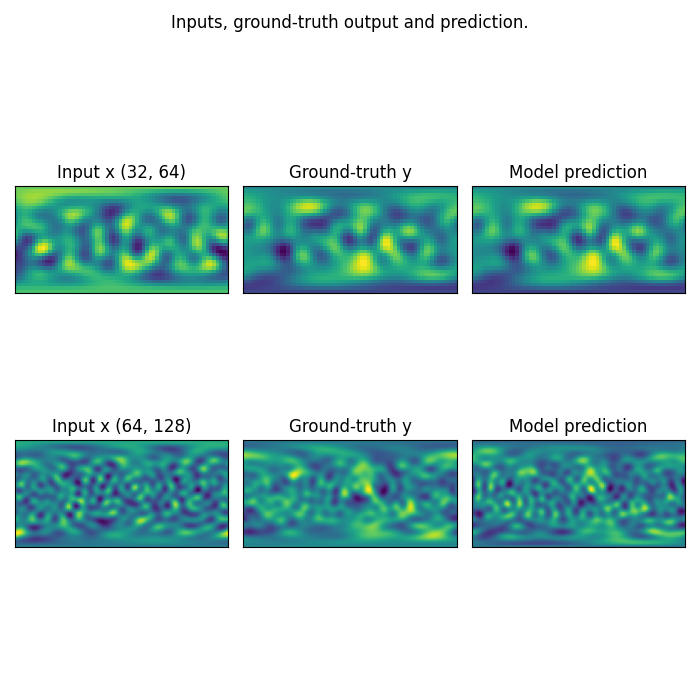 Inputs, ground-truth output and prediction.
Input x (32, 64)
Ground-truth y
Model prediction
Input x (64, 128)
Ground-truth y
Model prediction